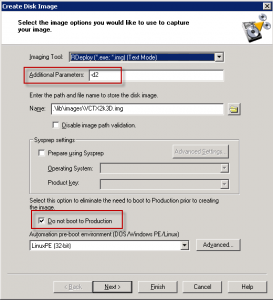 Create Disk Image
Select the image options you would like to use to capture
your image.
Imaging Tool:
RDeploy (*.exe; *.img) (Text Mode)
Additional Parameters:
-d2
Enter the path and file name to store the disk image.
Name:
.\lib\images\VCTX2k3D.img
Disable image path validation.
Sysprep settings
Prepare using Sysprep
Advanced Settings...
Operating System:
Product Key:
Select this option to eliminate the need to boot to Production prior to creating
the image.
Do not boot to Production
Automation pre-boot environment (DOS/Windows PE/Linux)
LinuxPE (32-bit)
Advanced...
< Back
Next >
Finish
Cancel
Help